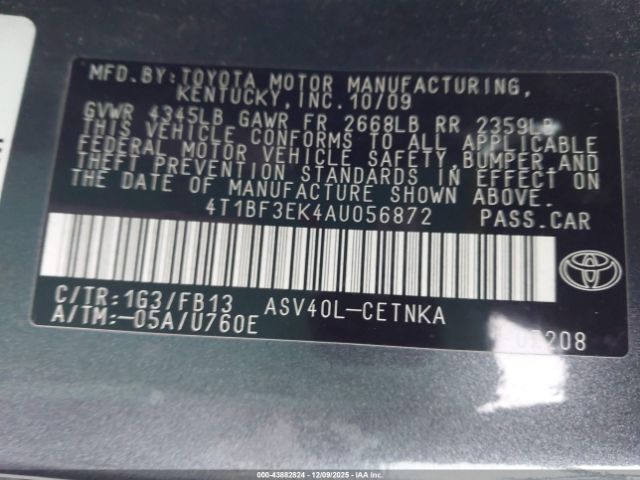 MFD. BY: TOYOTA MOTOR MANUFACTURING,
KENTUCKY, INC. 10/09
GVWR 4345LB GAWR FR 2668LB RR 2359LB
THIS VEHICLE CONFORMS TO ALL APPLICABLE
FEDERAL MOTOR VEHICLE SAFETY, BUMPER AND
THEFT PREVENTION STANDARDS IN EFFECT ON
THE DATE OF MANUFACTURE SHOWN ABOVE.
4T1BF3EK4AU056872 PASS.CAR
C/TR:1G3/FB13 ASV40L-CETNKA
A/TM:-05A/U760E
TOYOTA
000-43882824 - 12/09/2025 - IAA Inc.